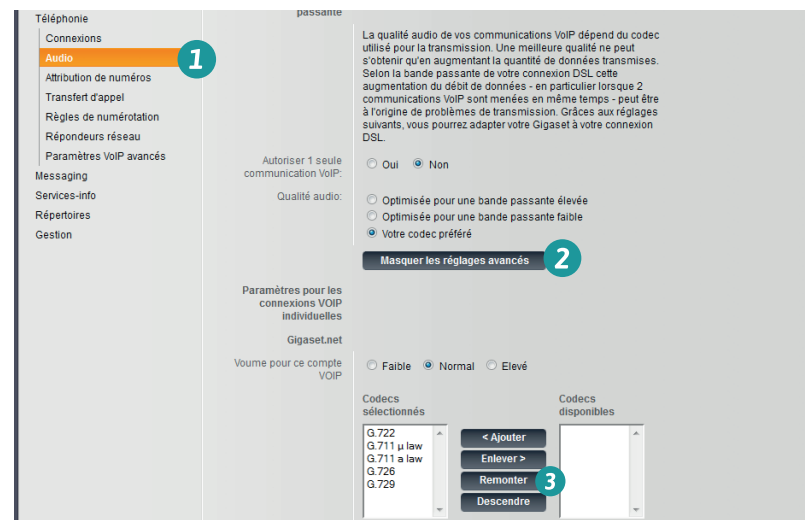 passante
Téléphonie
Connexions
Audio
1
Attribution de numéros
Transfert d'appel
Règles de numérotation
Répondeurs réseau
Paramètres VoIP avancés
Messaging
Services-info
Répertoires
Gestion
La qualité audio de vos communications VoIP dépend du codec
utilisé pour la transmission. Une meilleure qualité ne peut
s'obtenir qu'en augmentant la quantité de données transmises.
Selon la bande passante de votre connexion DSL cette
augmentation du débit de données - en particulier lorsque 2
communications VoIP sont menées en même temps - peut être
à l'origine de problèmes de transmission. Grâces aux réglages
suivants, vous pourrez adapter votre Gigaset à votre connexion
DSL.
Autoriser 1 seule
communication VoIP:
Oui Non
Qualité audio:
Optimisée pour une bande passante élevée
Optimisée pour une bande passante faible
Votre codec préféré
Masquer les réglages avancés
2
Paramètres pour les
connexions VOIP
individuelles
Gigaset.net
Voume pour ce compte
VOIP
Faible Normal Elevé
Codecs
sélectionnés
G.722
G.711 µ law
G.711 a law
G.726
G.729
< Ajouter
Enlever >
Remonter
3
Descendre
Codecs
disponibles